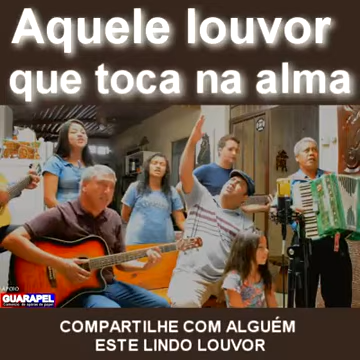 Aquele louvor
que toca na alma
APOIO
GUARAPEL
COMPARTILHE COM ALGUÉM
ESTE LINDO LOUVOR